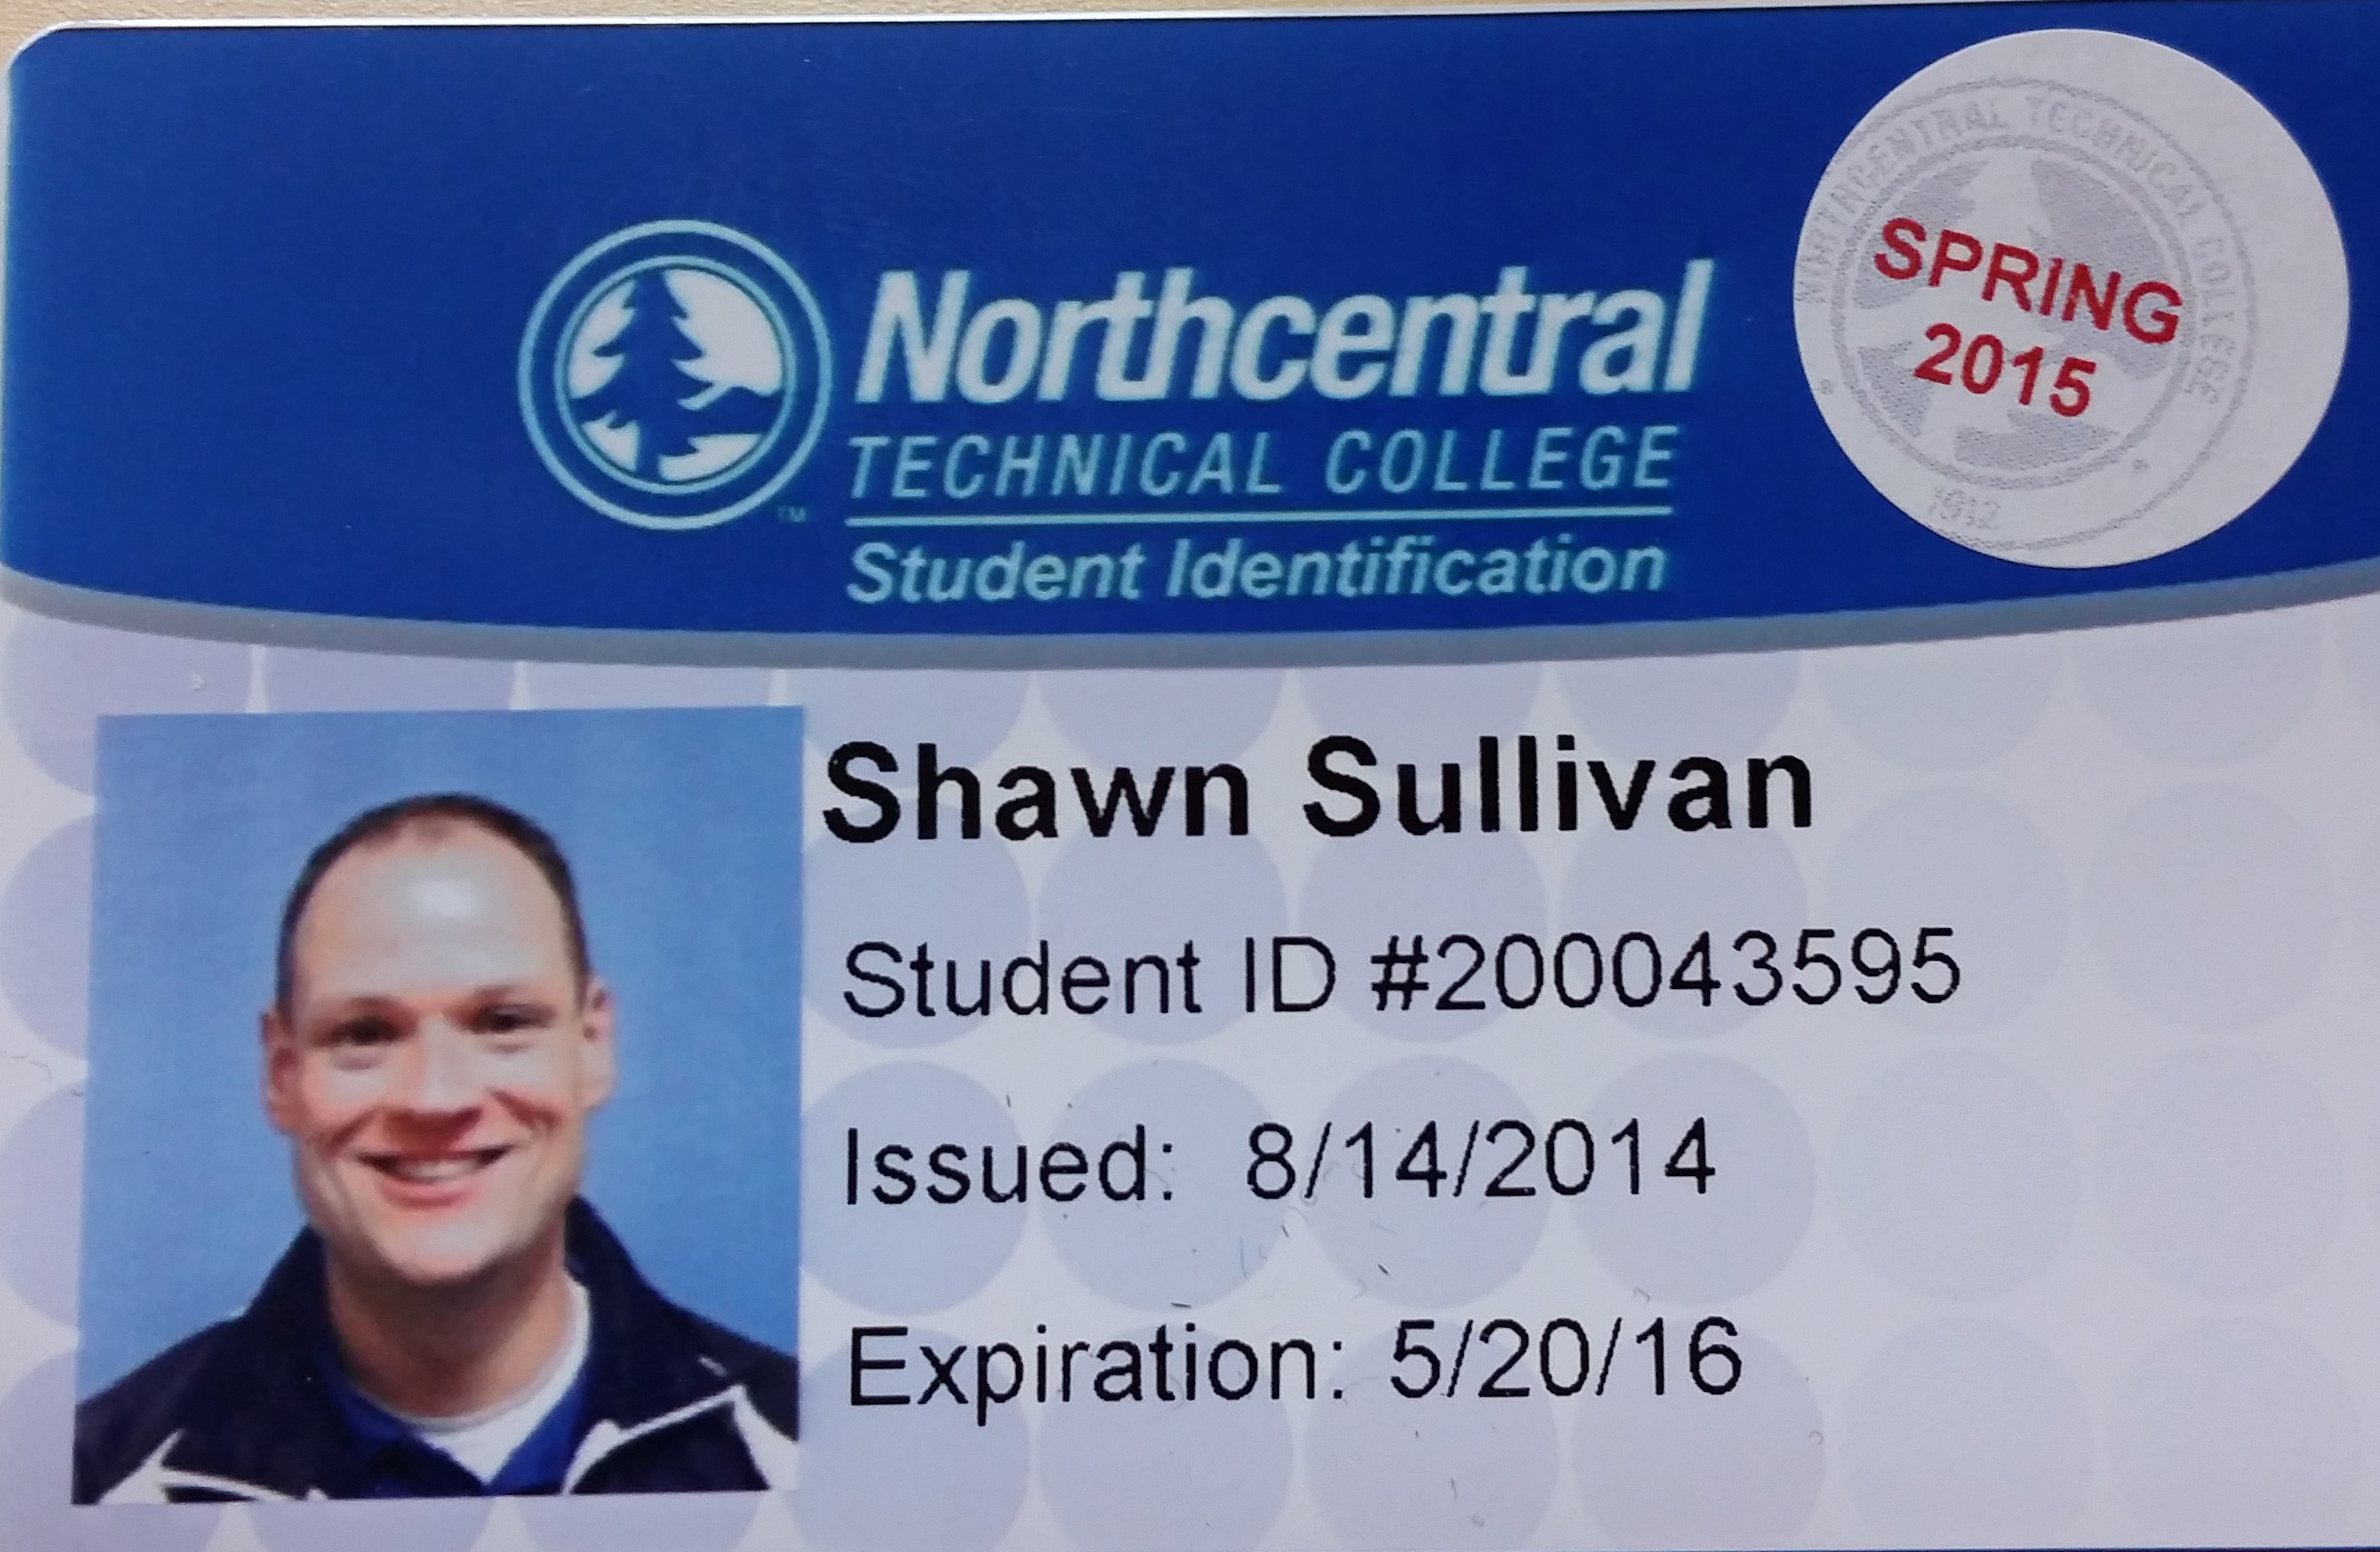 Northcentral
TECHNICAL COLLEGE
TM
Student Identification
NORTHCENTRAL TECHNICAL COLLEGE
1912
SPRING
2015
Shawn Sullivan
Student ID #200043595
Issued: 8/14/2014
Expiration: 5/20/16